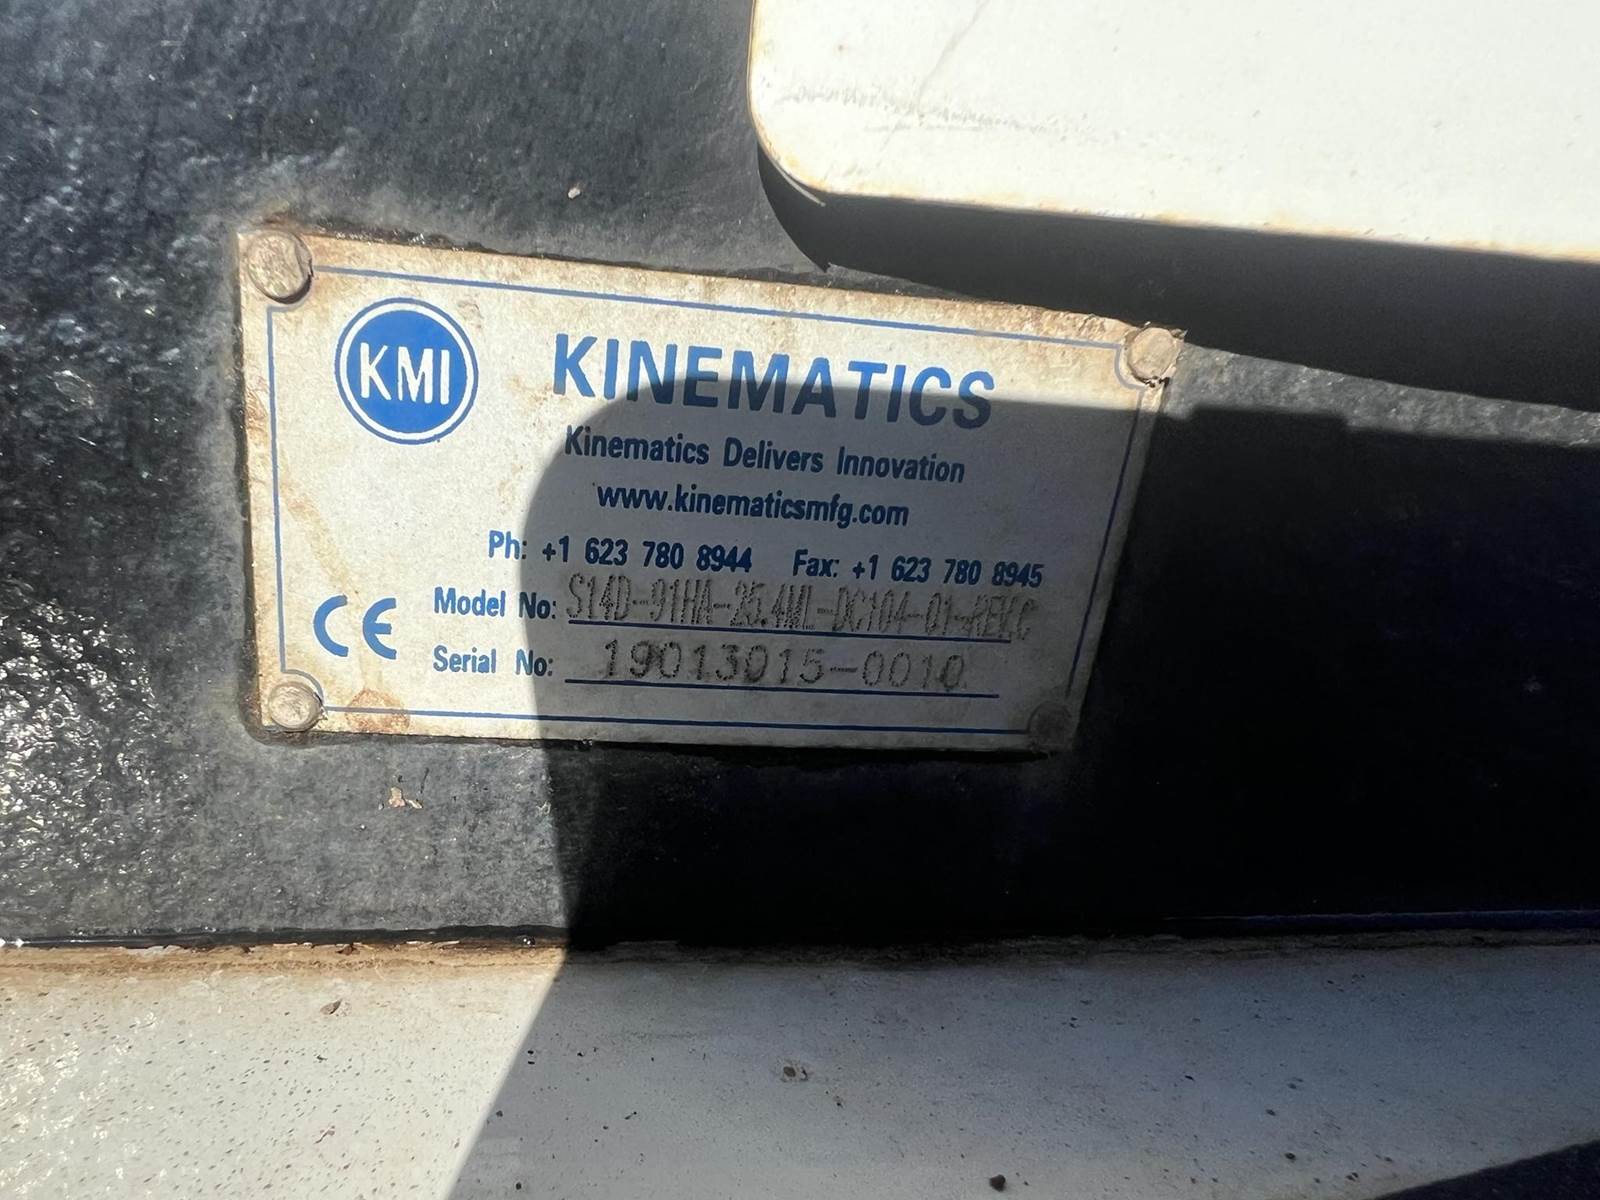 KMI
KINEMATICS
Kinematics Delivers Innovation
www.kinematicsmfg.com
Ph: +1 623 780 8944 Fax: +1 623 780 8945
Model No: S14D-91HA-25.4ML-DC104-01-RELC
CE
Serial No: 19013015-0010